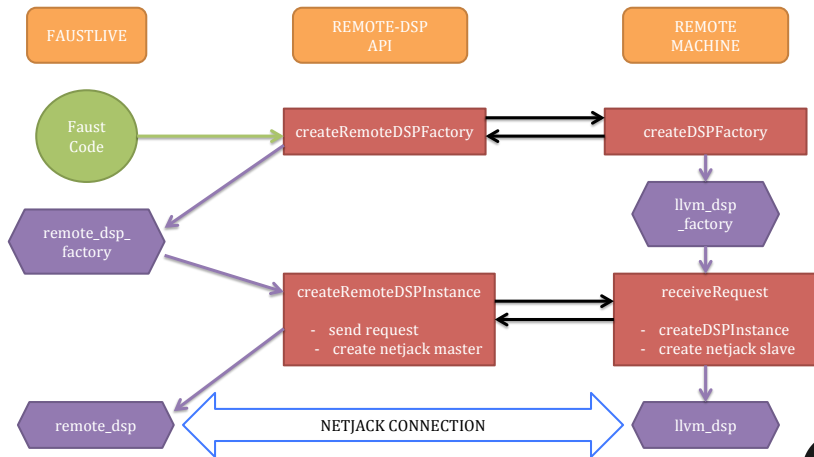 FAUSTLIVE
REMOTE-DSP
API
REMOTE
MACHINE
Faust
Code
createRemoteDSPFactory
createDSPFactory
remote_dsp_
factory
llvm_dsp
_factory
createRemoteDSPInstance
- send request
- create netjack master
receiveRequest
- createDSPInstance
- create netjack slave
remote_dsp
NETJACK CONNECTION
llvm_dsp